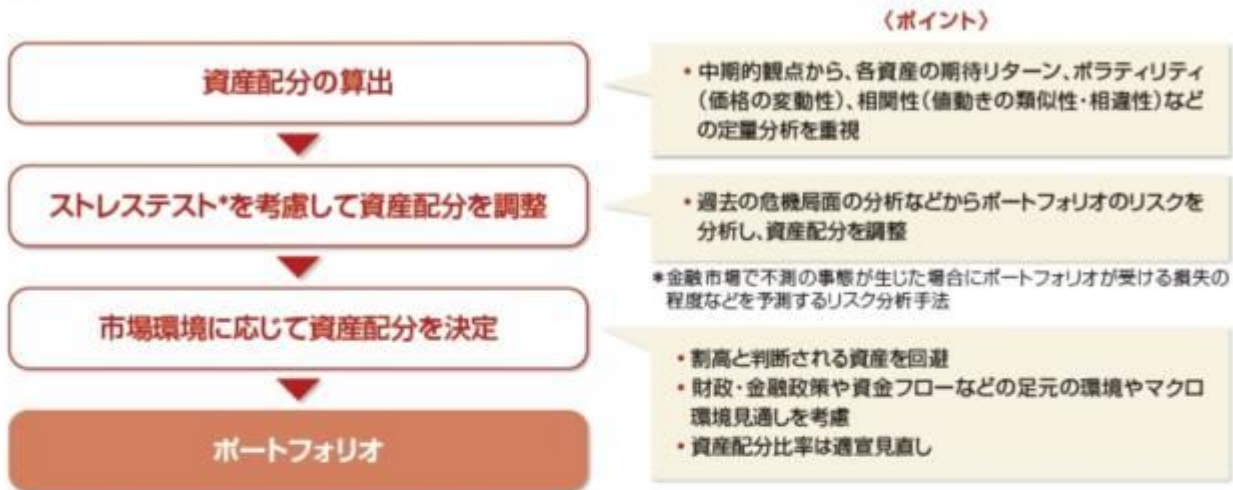 〈ポイント〉
資産配分の算出
• 中期的観点から、各資産の期待リターン、ボラティリティ
(価格の変動性)、相関性(値動きの類似性・相違性)など
の定量分析を重視
ストレステスト*を考慮して資産配分を調整
• 過去の危機局面の分析などからポートフォリオのリスクを
分析し、資産配分を調整
*金融市場で不測の事態が生じた場合にポートフォリオが受ける損失の
程度などを予測するリスク分析手法
市場環境に応じて資産配分を決定
• 割高と判断される資産を回避
• 財政・金融政策や資金フローなどの足元の環境やマクロ
環境見通しを考慮
• 資産配分比率は適宜見直し
ポートフォリオ